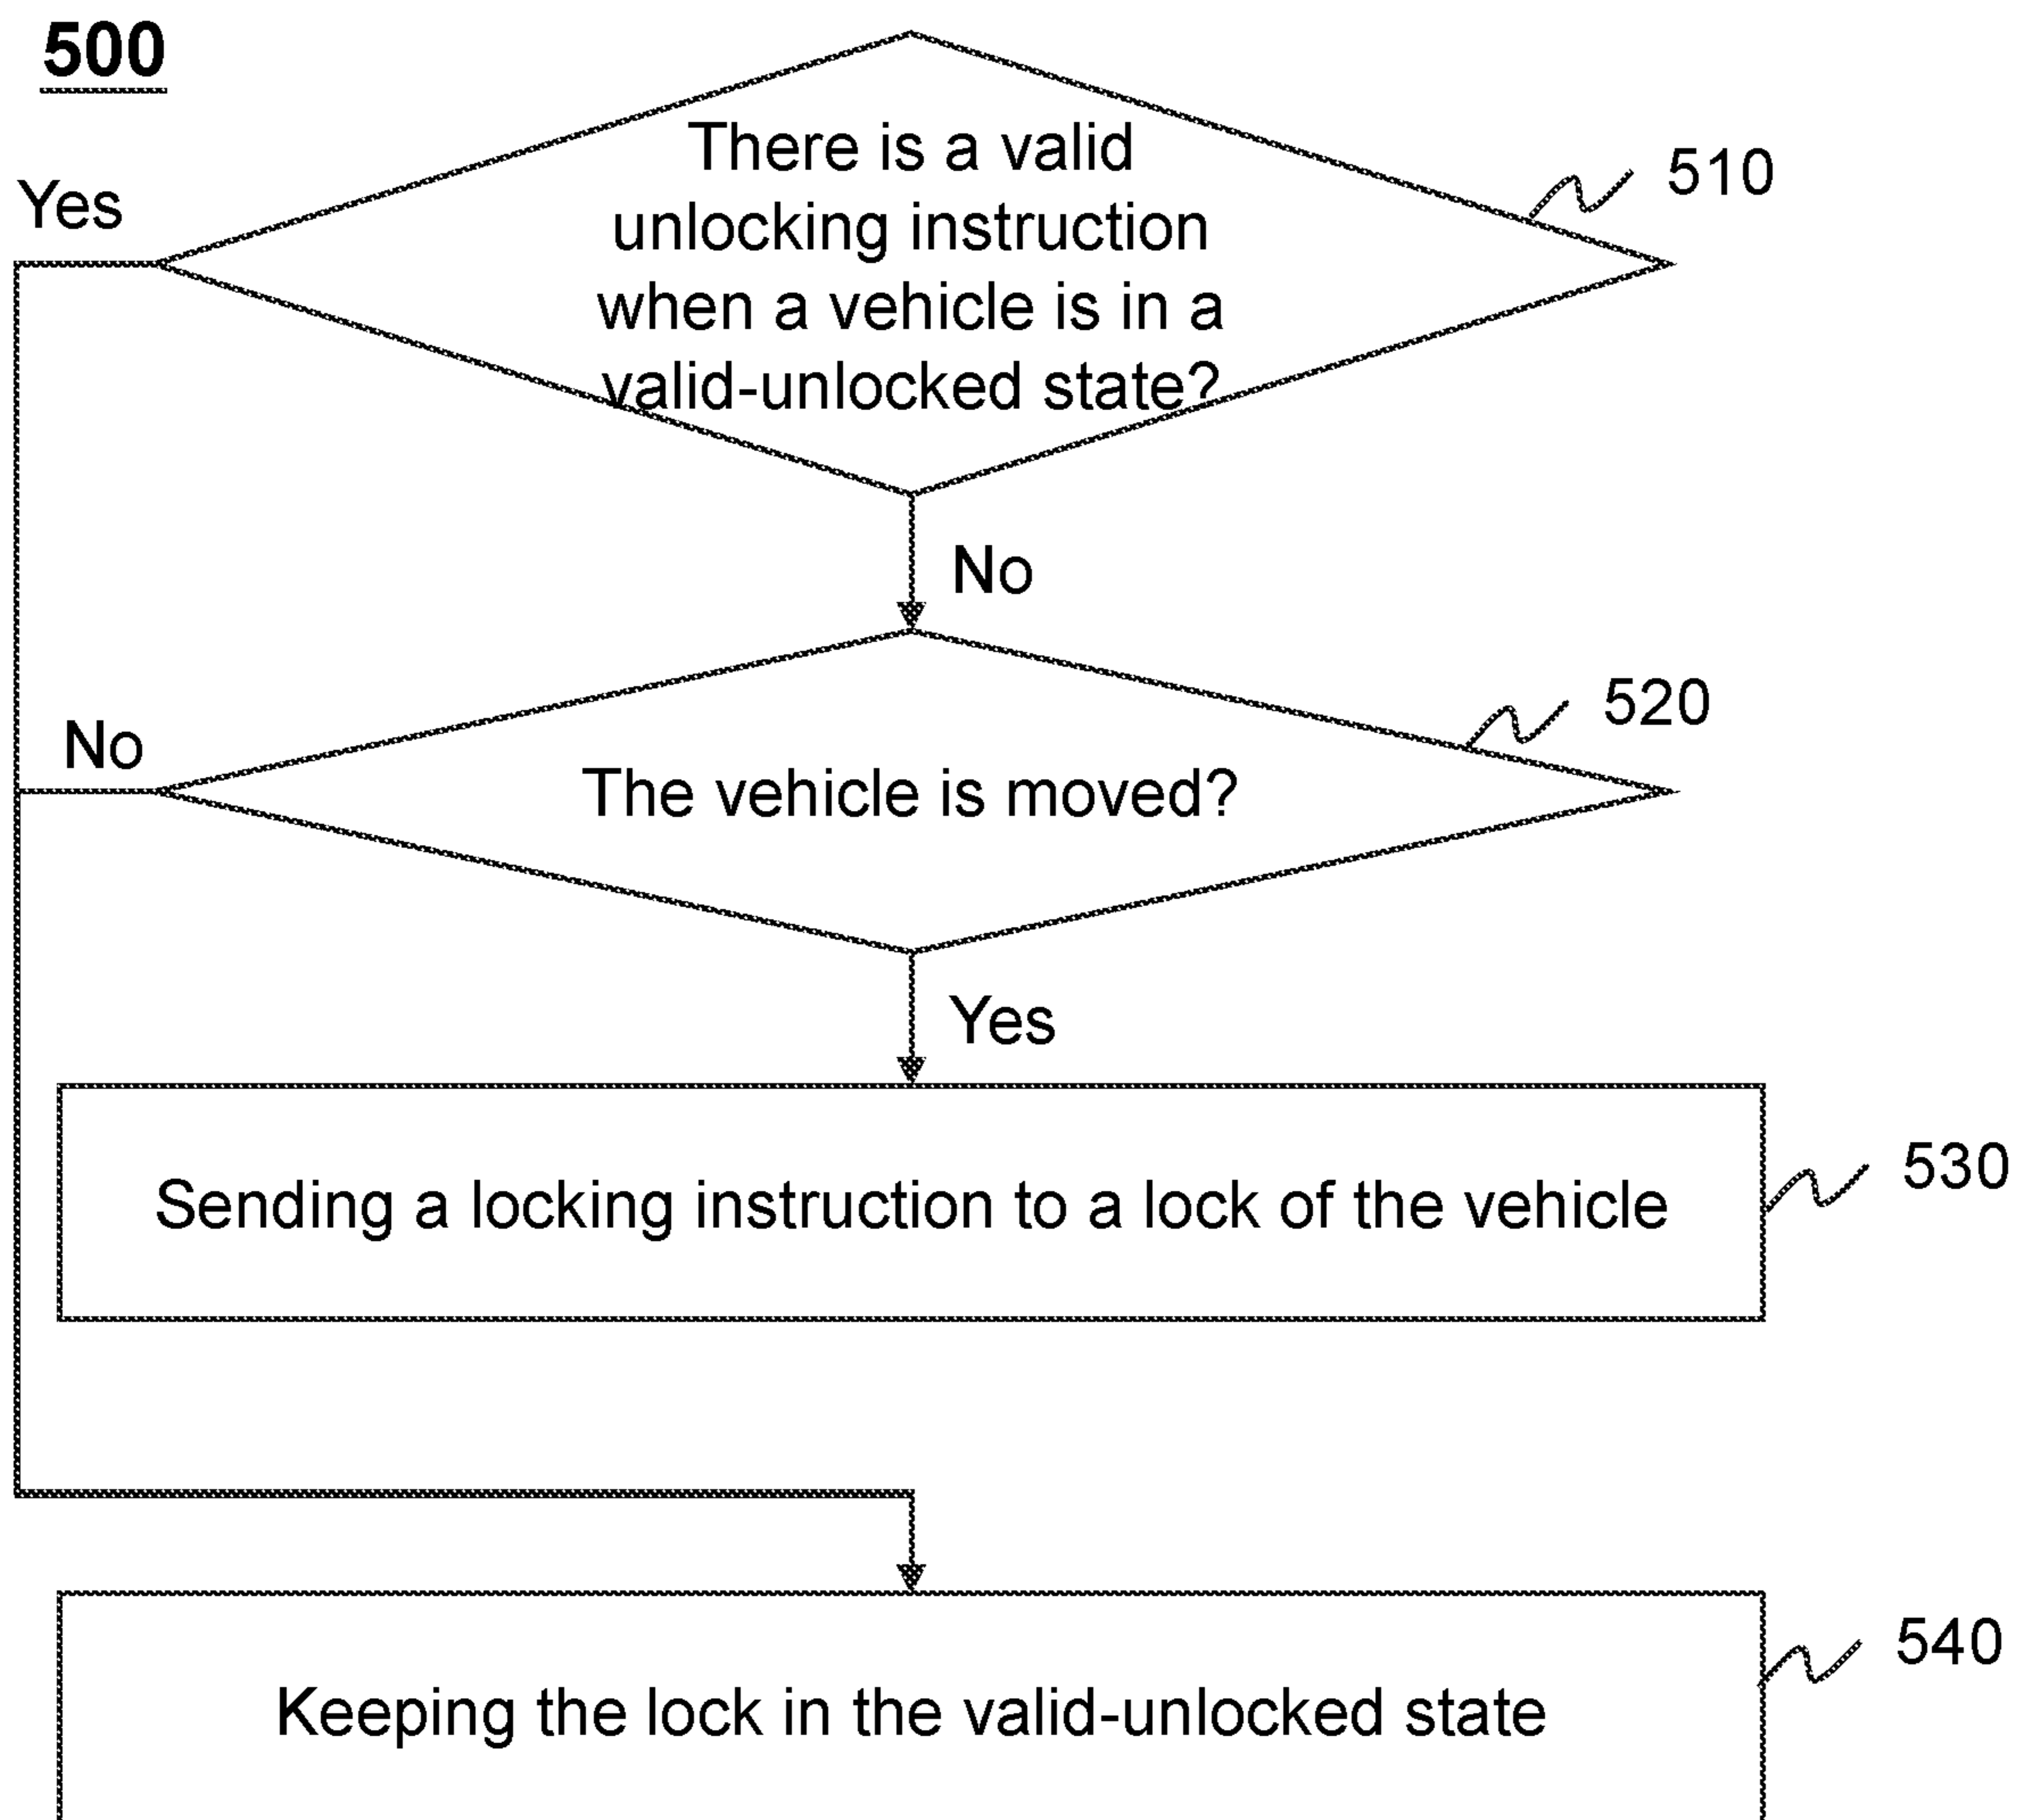 500
There is a valid
unlocking instruction
when a vehicle is in a
valid-unlocked state?
510
Yes
No
520
No
The vehicle is moved?
Yes
530
Sending a locking instruction to a lock of the vehicle
540
Keeping the lock in the valid-unlocked state